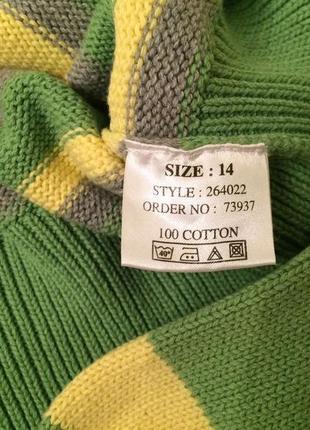 SIZE : 14
STYLE : 264022
ORDER NO : 73937
100 COTTON
40°